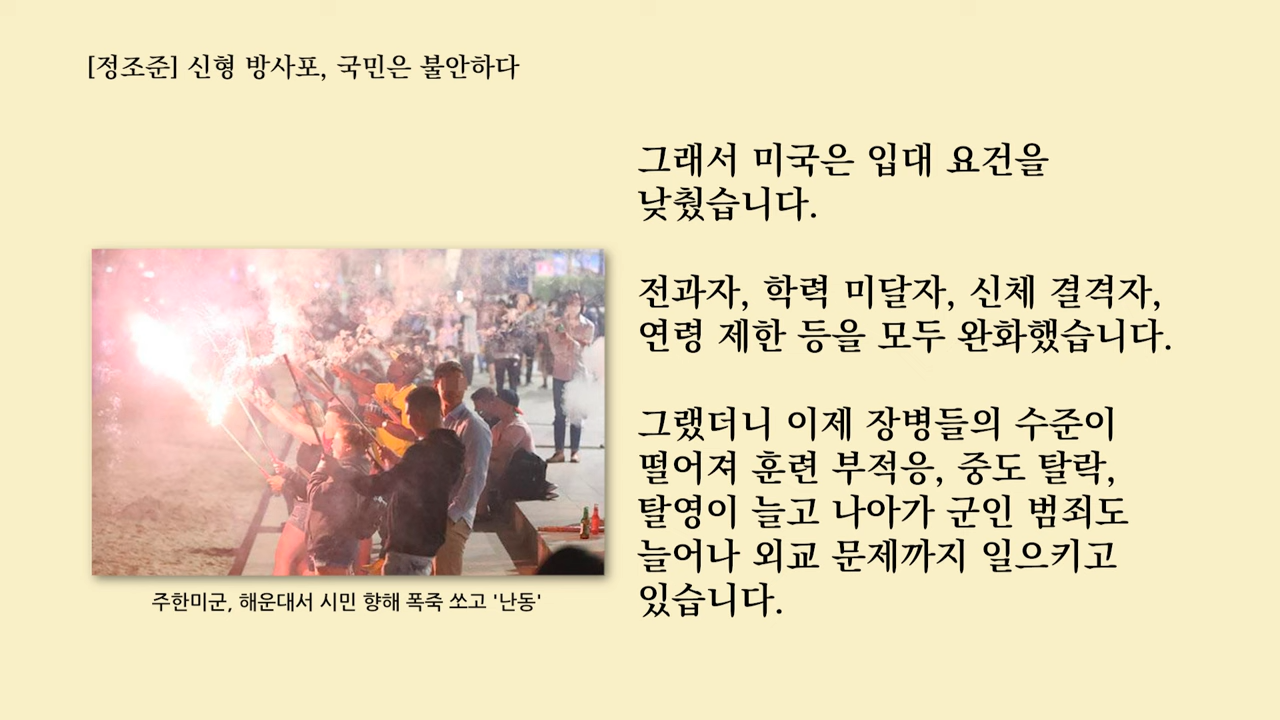 [정조준] 신형 방사포, 국민은 불안하다
그래서 미국은 입대 요건을
낮췄습니다.
전과자, 학력 미달자, 신체 결격자,
연령 제한 등을 모두 완화했습니다.
그랬더니 이제 장병들의 수준이
떨어져 훈련 부적응, 중도 탈락,
탈영이 늘고 나아가 군인 범죄도
늘어나 외교 문제까지 일으키고
있습니다.
주한미군, 해운대서 시민 향해 폭죽 쏘고 '난동'